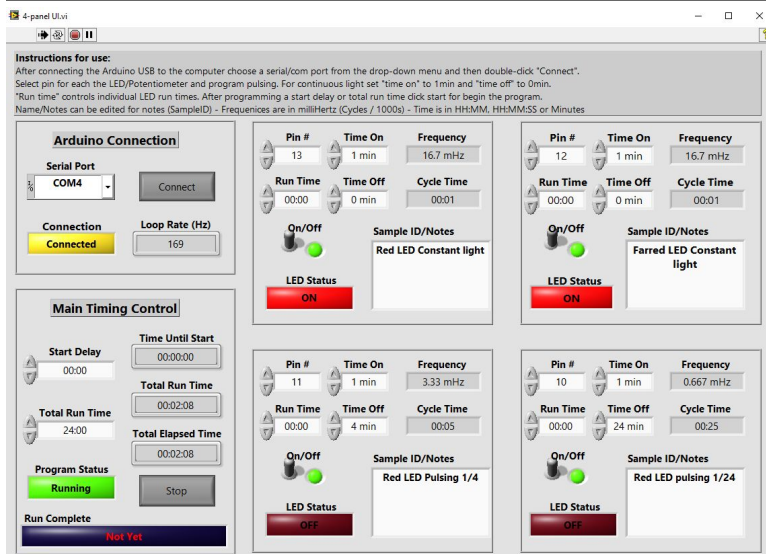 4-panel UI.vi
Instructions for use:
After connecting the Arduino USB to the computer choose a serial/com port from the drop-down menu and then double-click "Connect".
Select pin for each the LED/Potentiometer and program pulsing. For continuous light set "time on" to 1min and "time off" to 0min.
"Run time" controls individual LED run times. After programming a start delay or total run time click start for begin the program.
Name/Notes can be edited for notes (SampleID) - Frequenices are in milliHertz (Cycles / 1000s) - Time is in HH:MM, HH:MM:SS or Minutes
Arduino Connection
Serial Port
COM4
Connect
Connection
Loop Rate (Hz)
Connected
169
Main Timing Control
Time Until Start
Start Delay
00:00:00
00:00
Total Run Time
00:02:08
Total Run Time
24:00
Total Elapsed Time
00:02:08
Program Status
Running
Stop
Run Complete
Not Yet
Pin #
Time On
Frequency
13
1 min
16.7 mHz
Run Time
Time Off
Cycle Time
00:00
0 min
00:01
On/Off
Sample ID/Notes
Red LED Constant light
LED Status
ON
Pin #
Time On
Frequency
12
1 min
16.7 mHz
Run Time
Time Off
Cycle Time
00:00
0 min
00:01
On/Off
Sample ID/Notes
Farred LED Constant
light
LED Status
ON
Pin #
Time On
Frequency
11
1 min
3.33 mHz
Run Time
Time Off
Cycle Time
00:00
4 min
00:05
On/Off
Sample ID/Notes
Red LED Pulsing 1/4
LED Status
OFF
Pin #
Time On
Frequency
10
1 min
0.667 mHz
Run Time
Time Off
Cycle Time
00:00
24 min
00:25
On/Off
Sample ID/Notes
Red LED pulsing 1/24
LED Status
OFF